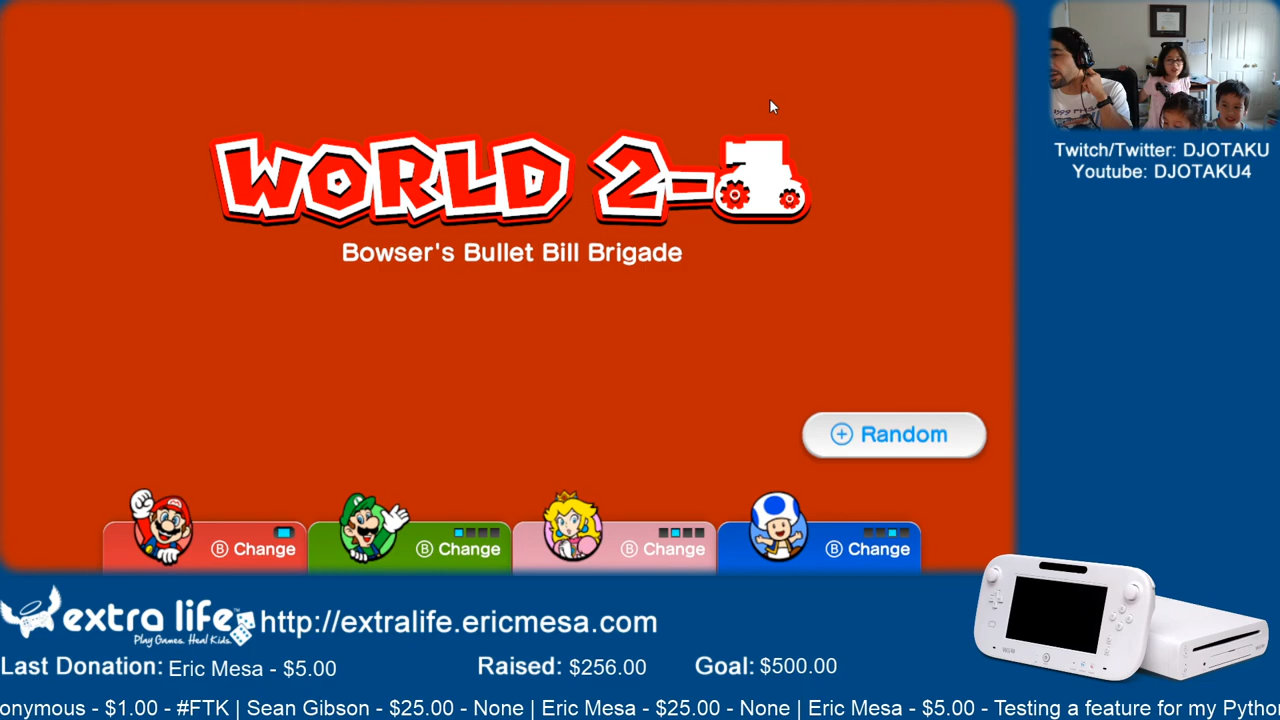 WORLD 2-
Bowser's Bullet Bill Brigade
Twitch/Twitter: DJOTAKU
Youtube: DJOTAKU4
+ Random
B Change
B Change
B Change
B Change
extra life
Play Games. Heal Kids.
http://extralife.ericmesa.com
Last Donation: Eric Mesa - $5.00
Raised: $256.00
Goal: $500.00
onymous - $1.00 - #FTK | Sean Gibson - $25.00 - None | Eric Mesa - $25.00 - None | Eric Mesa - $5.00 - Testing a feature for my Pytho